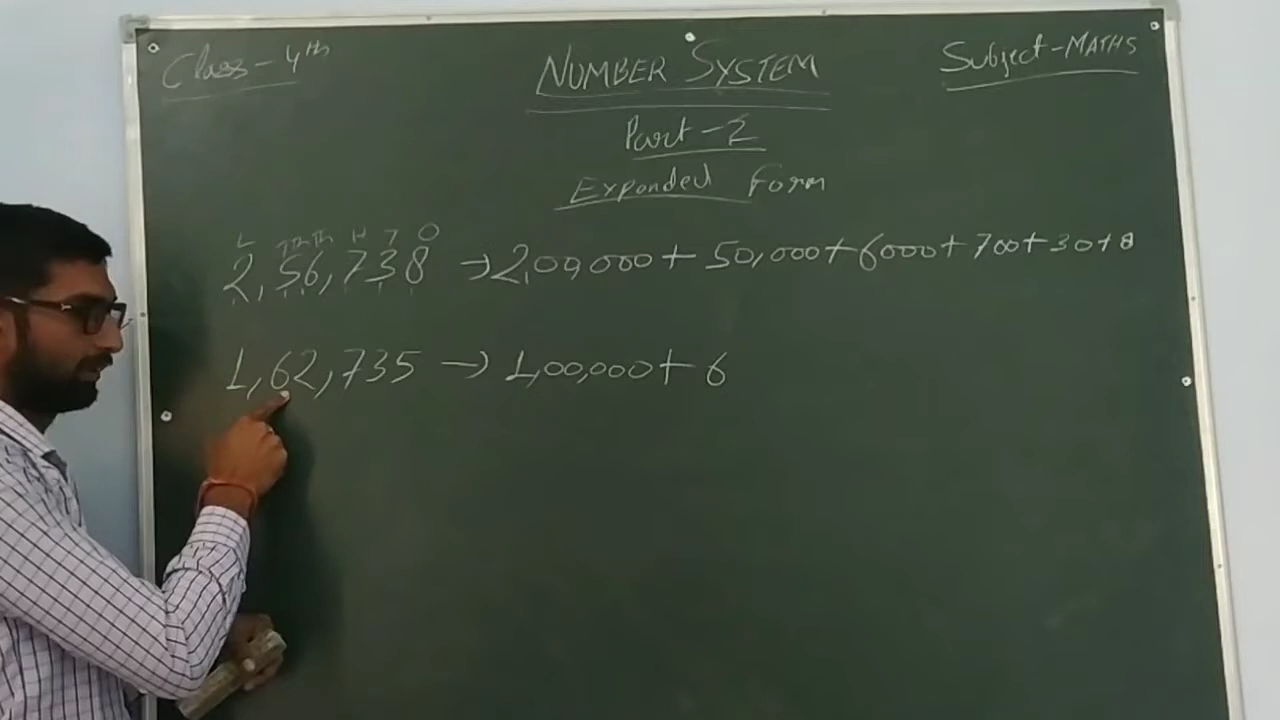 Class-4th
NUMBER SYSTEM
Subject-MATHS
Part-2
Expanded Form
L T.Th Th H T O
2,56,738 → 2,00,000 + 50,000 + 6000 + 700 + 30 + 8
1,62,735 → 1,00,000 + 6